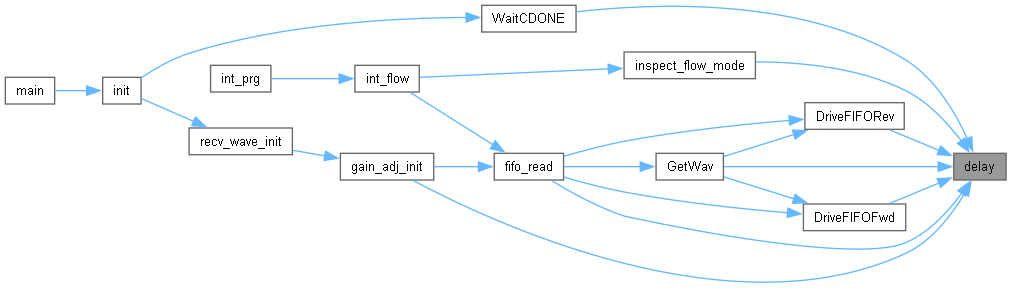 WaitCDONE
inspect_flow_mode
int_prg
int_flow
main
init
DriveFIFORev
recv_wave_init
gain_adj_init
fifo_read
GetWav
delay
DriveFIFOFwd